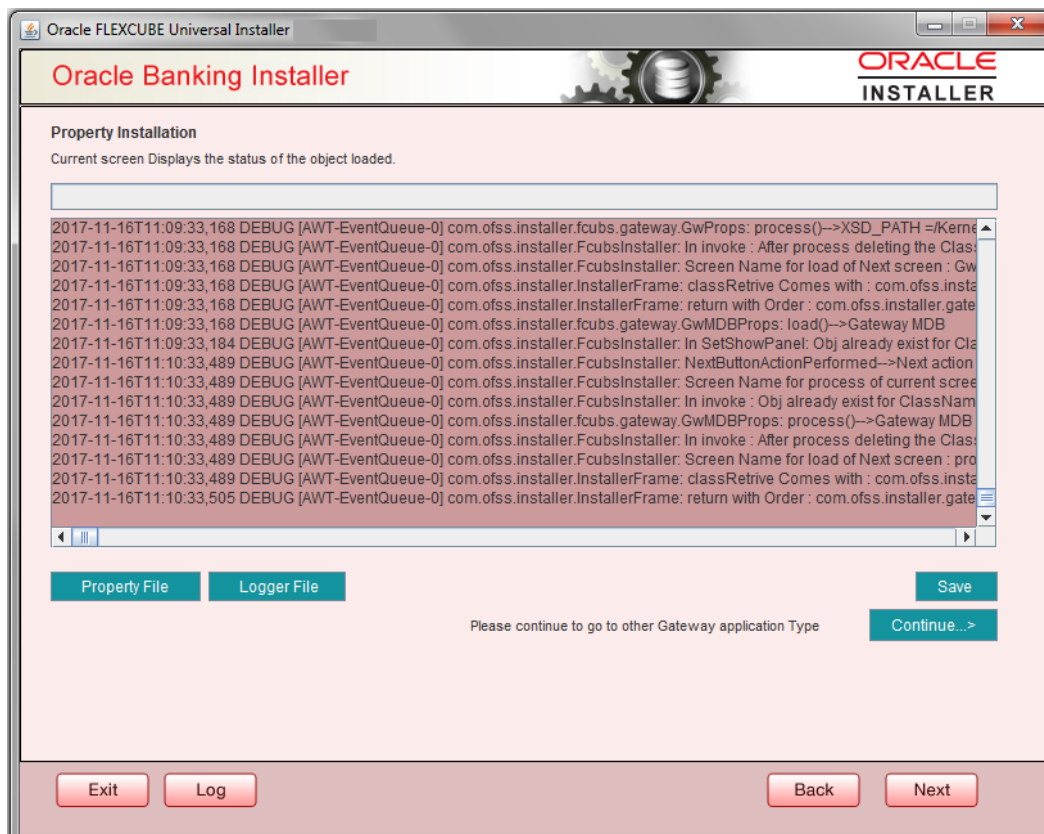 Oracle FLEXCUBE Universal Installer
Oracle Banking Installer
ORACLE
INSTALLER
Property Installation
Current screen Displays the status of the object loaded.
2017-11-16T11:09:33,168 DEBUG [AWT-EventQueue-0] com.ofss.installer.fcubs.gateway.GwProps: process()-->XSD_PATH =/Kerne
2017-11-16T11:09:33,168 DEBUG [AWT-EventQueue-0] com.ofss.installer.FcubsInstaller: In invoke : After process deleting the Clas
2017-11-16T11:09:33,168 DEBUG [AWT-EventQueue-0] com.ofss.installer.FcubsInstaller: Screen Name for load of Next screen : Gw
2017-11-16T11:09:33,168 DEBUG [AWT-EventQueue-0] com.ofss.installer.InstallerFrame: classRetrive Comes with : com.ofss.insta
2017-11-16T11:09:33,168 DEBUG [AWT-EventQueue-0] com.ofss.installer.InstallerFrame: return with Order : com.ofss.installer.gate
2017-11-16T11:09:33,168 DEBUG [AWT-EventQueue-0] com.ofss.installer.fcubs.gateway.GwMDBProps: load()-->Gateway MDB
2017-11-16T11:09:33,184 DEBUG [AWT-EventQueue-0] com.ofss.installer.FcubsInstaller: In SetShowPanel: Obj already exist for Cla
2017-11-16T11:10:33,489 DEBUG [AWT-EventQueue-0] com.ofss.installer.FcubsInstaller: NextButtonActionPerformed-->Next action
2017-11-16T11:10:33,489 DEBUG [AWT-EventQueue-0] com.ofss.installer.FcubsInstaller: Screen Name for process of current scree
2017-11-16T11:10:33,489 DEBUG [AWT-EventQueue-0] com.ofss.installer.FcubsInstaller: In invoke : Obj already exist for ClassNam
2017-11-16T11:10:33,489 DEBUG [AWT-EventQueue-0] com.ofss.installer.fcubs.gateway.GwMDBProps: process()-->Gateway MDB
2017-11-16T11:10:33,489 DEBUG [AWT-EventQueue-0] com.ofss.installer.FcubsInstaller: In invoke : After process deleting the Clas
2017-11-16T11:10:33,489 DEBUG [AWT-EventQueue-0] com.ofss.installer.FcubsInstaller: Screen Name for load of Next screen : pro
2017-11-16T11:10:33,489 DEBUG [AWT-EventQueue-0] com.ofss.installer.InstallerFrame: classRetrive Comes with : com.ofss.insta
2017-11-16T11:10:33,505 DEBUG [AWT-EventQueue-0] com.ofss.installer.InstallerFrame: return with Order : com.ofss.installer.gate
Property File Logger File Save
Please continue to go to other Gateway application Type Continue...>
Exit Log Back Next